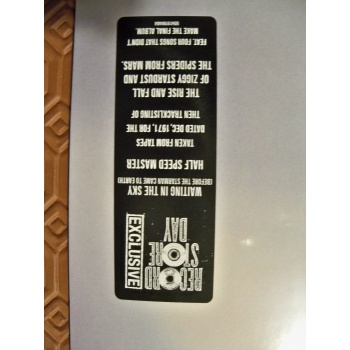 RECORD
STORE
DAY
EXCLUSIVE
WAITING IN THE SKY
(BEFORE THE STARMAN CAME TO EARTH)
HALF SPEED MASTER
TAKEN FROM TAPES
DATED DEC, 1971, FOR THE
THEN TRACKLISTING OF
THE RISE AND FALL
OF ZIGGY STARDUST AND
THE SPIDERS FROM MARS.
FEAT. FOUR SONGS THAT DIDN'T
MAKE THE FINAL ALBUM.